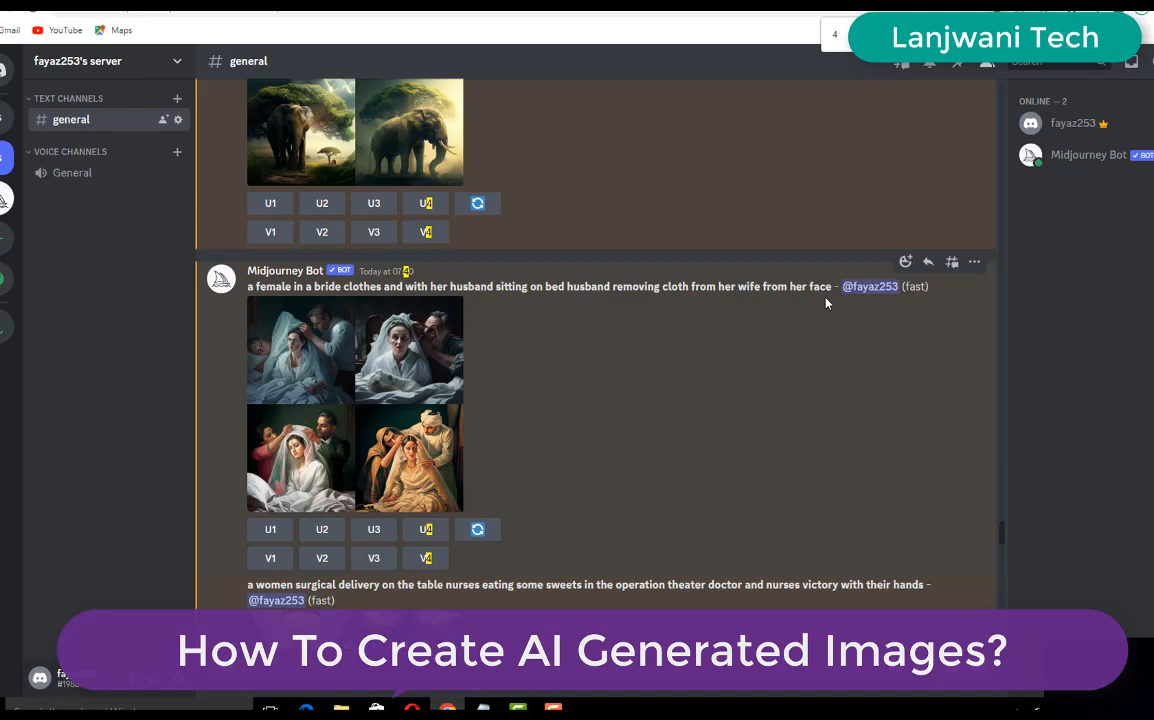 Gmail
YouTube
Maps
4
Lanjwani Tech
fayaz253's server
# general
Search
TEXT CHANNELS
# general
VOICE CHANNELS
General
ONLINE – 2
fayaz253
Midjourney Bot ✓ BOT
U1 U2 U3 U4
V1 V2 V3 V4
Midjourney Bot ✓ BOT Today at
a female in a bride clothes and with her husband sitting on bed husband removing cloth from her wife from her face - @fayaz253 (fast)
U1 U2 U3 U4
V1 V2 V3 V4
a women surgical delivery on the table nurses eating some sweets in the operation theater doctor and nurses victory with their hands -
@fayaz253 (fast)
How To Create AI Generated Images?